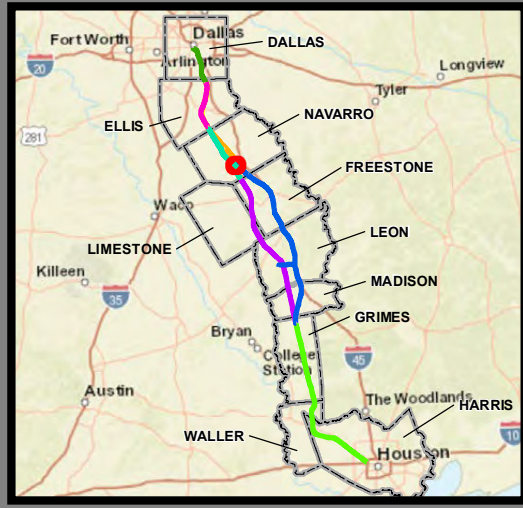 Dallas
DALLAS
Fort Worth
Arlington
20
Longview
Tyler
NAVARRO
ELLIS
281
FREESTONE
Waco
LEON
LIMESTONE
Killeen
MADISON
35
GRIMES
Bryan
College
Station
45
Austin
The Woodlands
HARRIS
WALLER
10
Houston